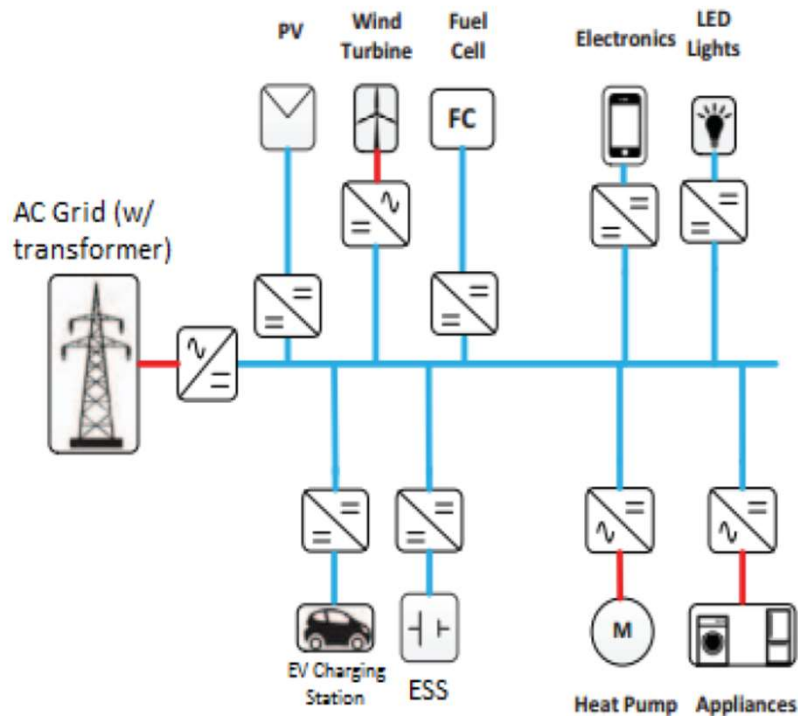 PV
Wind
Turbine
Fuel
Cell
Electronics
LED
Lights
FC
AC Grid (w/
transformer)
EV Charging
Station
ESS
M
Heat Pump
Appliances